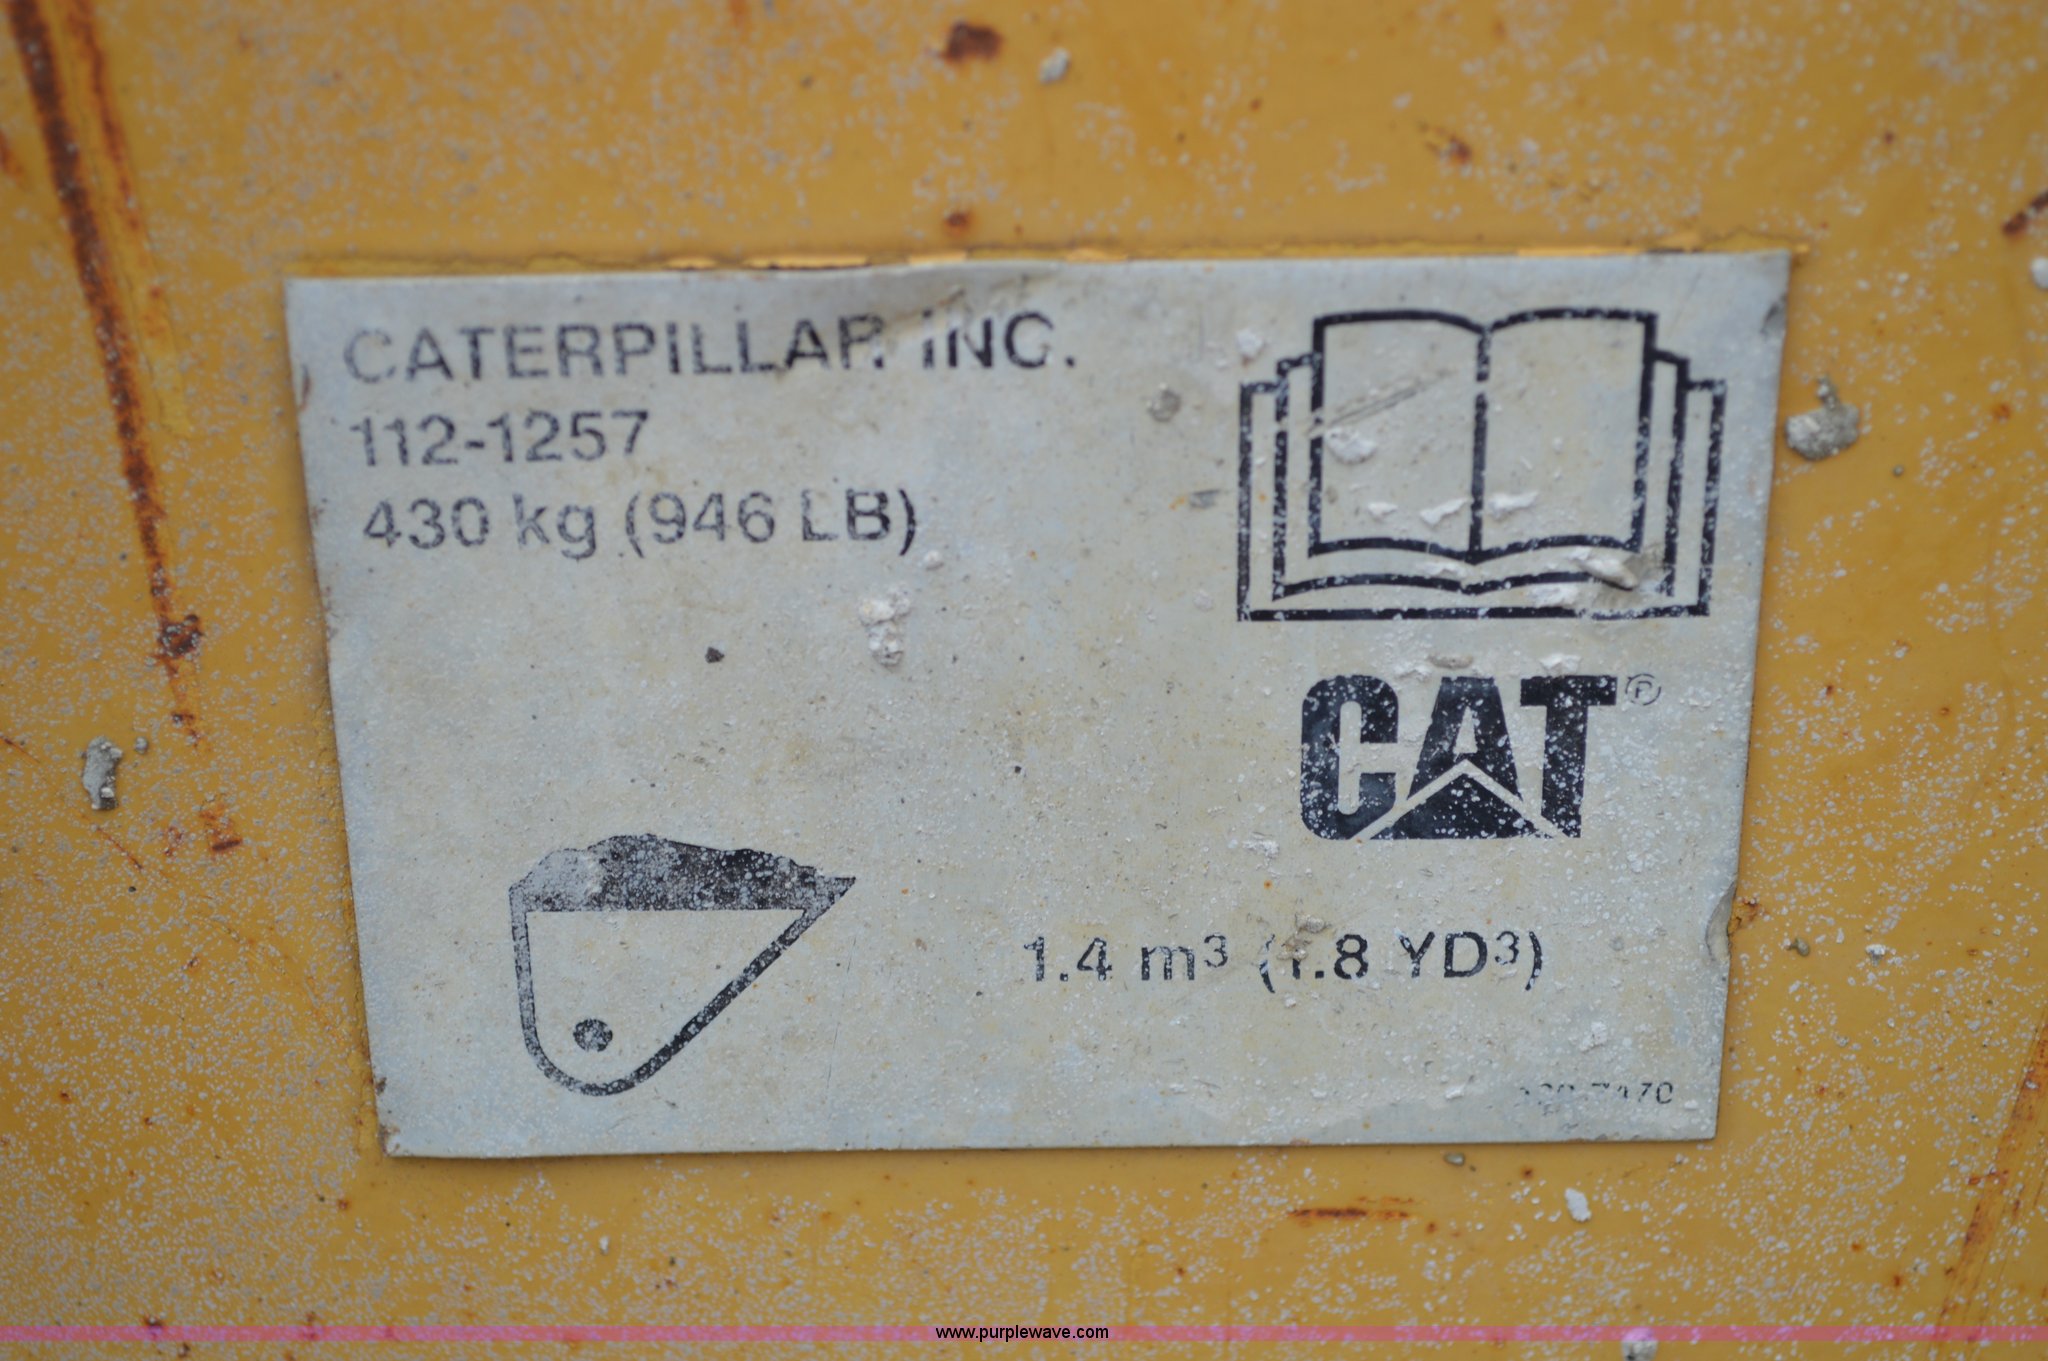 CATERPILLAR INC.
112-1257
430 kg (946 LB)
CAT®
1.4 m³ (1.8 YD³)
www.purplewave.com